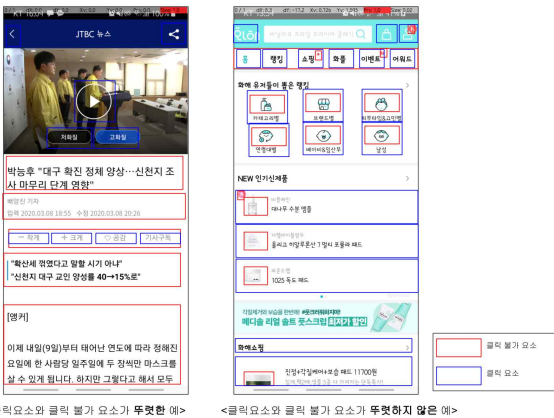 KT 16:04
JTBC 뉴스
저화질
고화질
박능후 "대구 확진 정체 양상…신천지 조
사 마무리 단계 영향"
백양진 기자
입력 2020.03.08 18:55 수정 2020.03.08 20:26
ㅡ 작게
+ 크게
♡ 공감
기사구독
"확산세 꺾였다고 말할 시기 아냐"
"신천지 대구 교인 양성률 40→15%로"
[앵커]
이제 내일(9일)부터 태어난 연도에 따라 정해진
요일에 한 사람당 일주일에 두 장씩만 마스크를
살 수 있게 됩니다. 하지만 그렇다고 해서 모두
홈
랭킹
쇼핑
화플
이벤트
어워드
화해 유저들이 뽑은 랭킹
카테고리별
브랜드별
피부타입&고민별
연령대별
베이비&임산부
남성
NEW 인기신제품
대나무 수분 앰플
1025 독도 패드
메디솔 리얼 솔트 풋스크럽 최저가 할인
화해쇼핑
진정+각질케어+보습 패드 11700원
클릭 불가 요소
클릭 요소
릭요소와 클릭 불가 요소가 뚜렷한 예>
<클릭요소와 클릭 불가 요소가 뚜렷하지 않은 예>